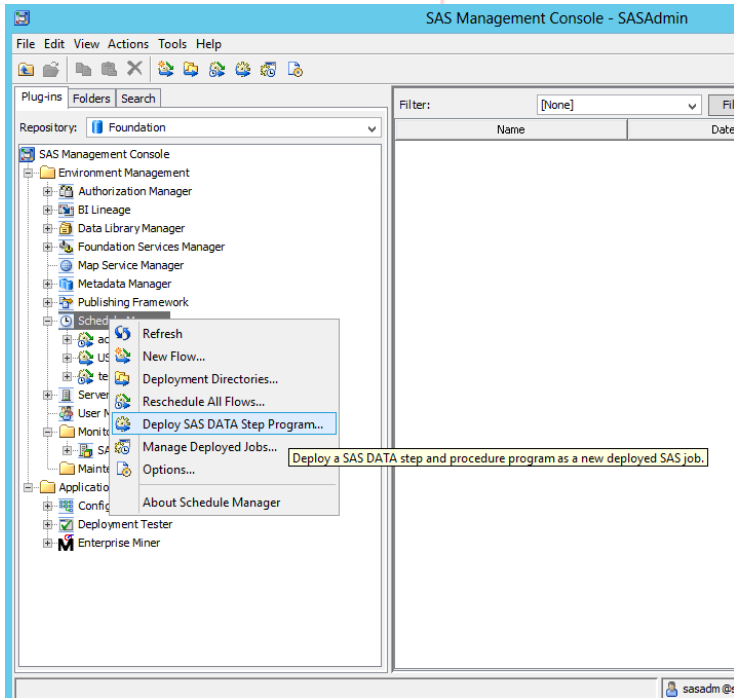 SAS Management Console - SASAdmin
File Edit View Actions Tools Help
Plug-ins Folders Search
Repository: Foundation
Filter: [None]
Name
SAS Management Console
Environment Management
Authorization Manager
BI Lineage
Data Library Manager
Foundation Services Manager
Map Service Manager
Metadata Manager
Publishing Framework
Refresh
New Flow...
Deployment Directories...
Reschedule All Flows...
Deploy SAS DATA Step Program...
Manage Deployed Jobs...
Deploy a SAS DATA step and procedure program as a new deployed SAS job.
Options...
About Schedule Manager
Deployment Tester
Enterprise Miner